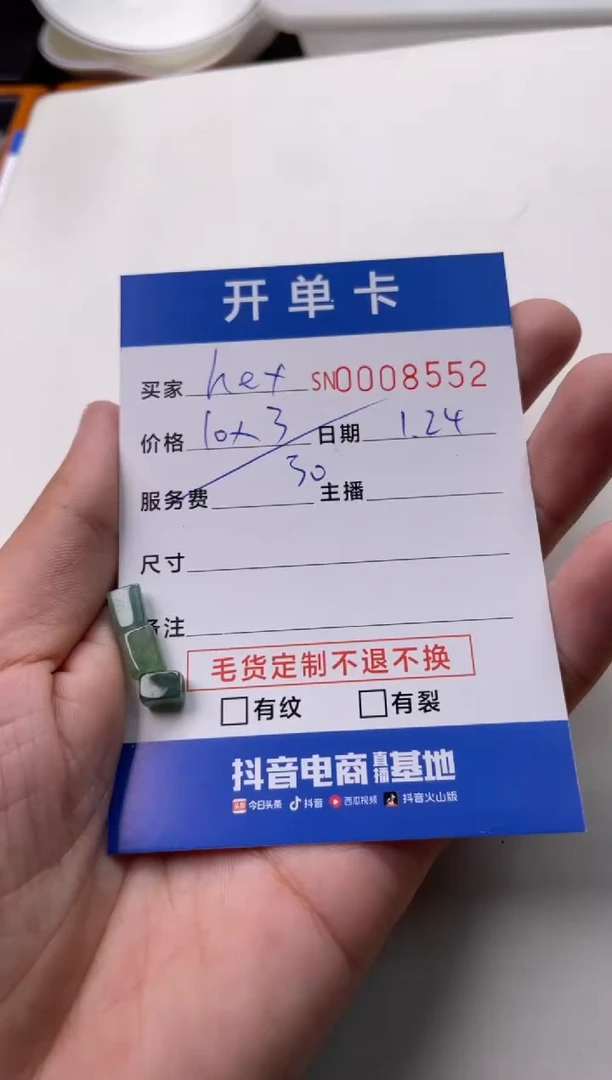 开单卡
买家 hef SN0008552
价格 10x3 日期 1.24
服务费 30 主播
尺寸
备注
毛货定制不退不换
有纹 有裂
抖音电商直播基地
头条 今日头条 抖音 西瓜视频 抖音火山版